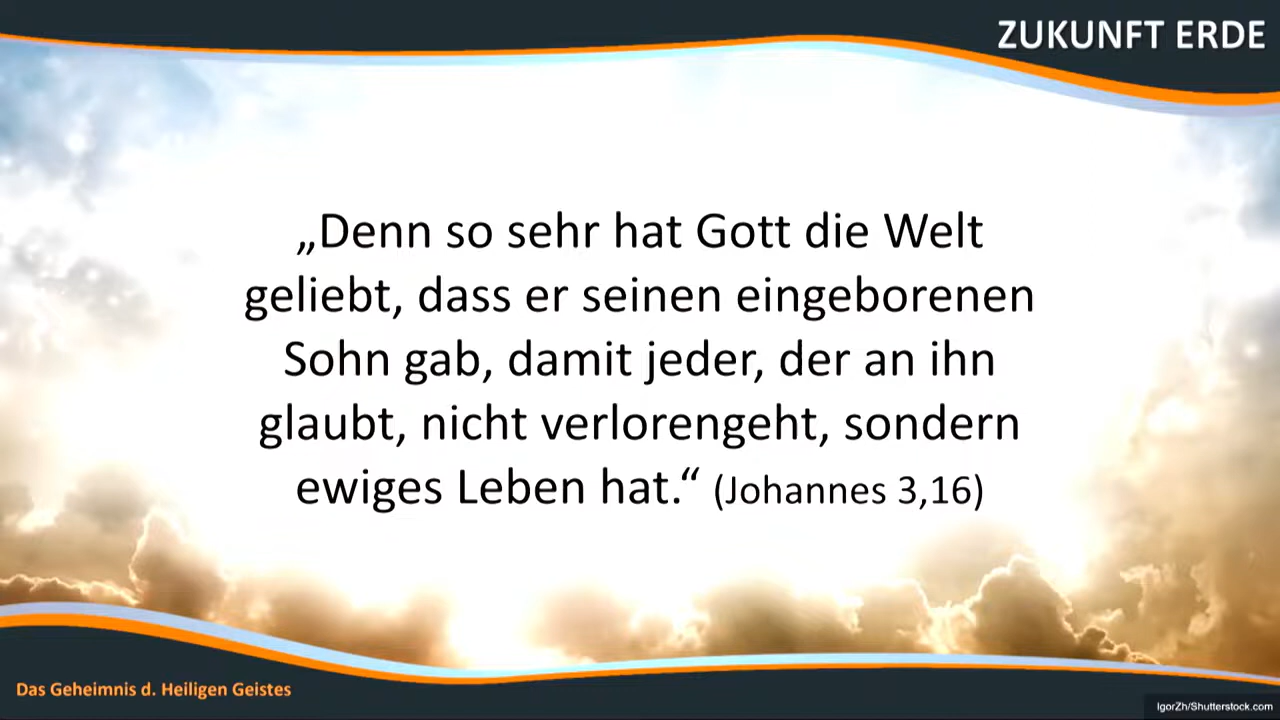 ZUKUNFT ERDE
„Denn so sehr hat Gott die Welt
geliebt, dass er seinen eingeborenen
Sohn gab, damit jeder, der an ihn
glaubt, nicht verlorengeht, sondern
ewiges Leben hat.“ (Johannes 3,16)
Das Geheimnis d. Heiligen Geistes
IgorZh/Shutterstock.com